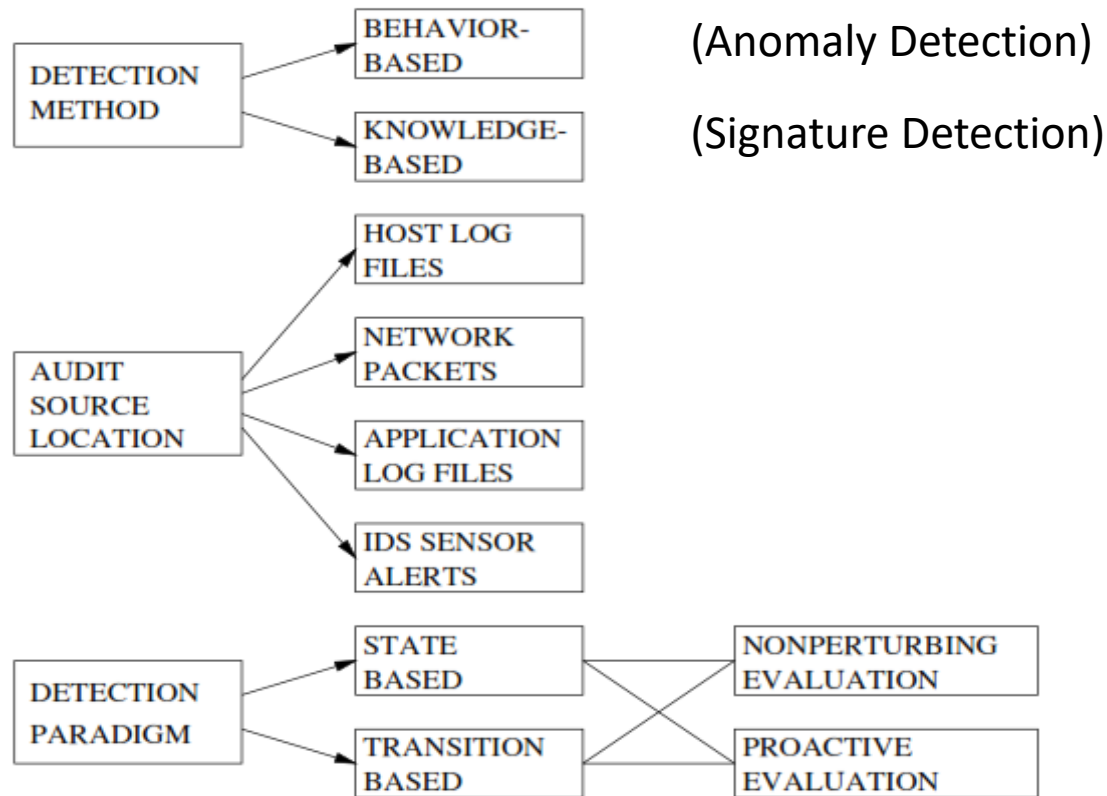 DETECTION
METHOD
BEHAVIOR-
BASED
(Anomaly Detection)
KNOWLEDGE-
BASED
(Signature Detection)
AUDIT
SOURCE
LOCATION
HOST LOG
FILES
NETWORK
PACKETS
APPLICATION
LOG FILES
IDS SENSOR
ALERTS
DETECTION
PARADIGM
STATE
BASED
TRANSITION
BASED
NONPERTURBING
EVALUATION
PROACTIVE
EVALUATION